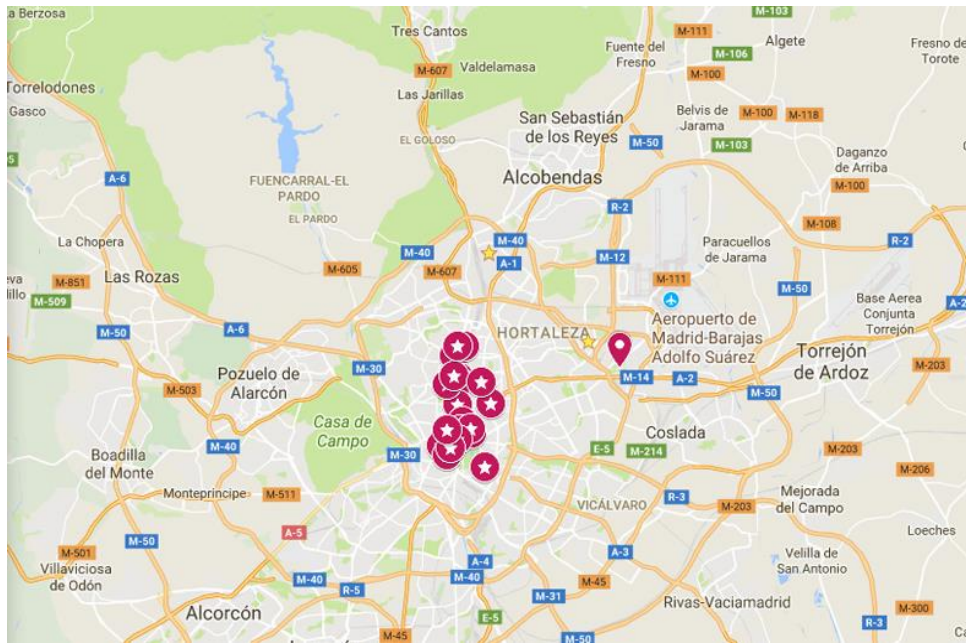 La Berzosa
Tres Cantos
M-103
M-111
Algete
Fuente del
Fresno
M-106
Fresno de
Torote
M-607
Valdelamasa
M-100
Torrelodones
Gasco
Las Jarillas
Belvis de
Jarama
M-100
M-118
San Sebastián
de los Reyes
EL GOLOSO
M-50
M-103
Daganzo
de Arriba
A-6
Alcobendas
M-100
FUENCARRAL-EL
PARDO
R-2
EL PARDO
M-108
La Chopera
M-40
M-40
R-2
Paracuellos
de Jarama
A-1
M-12
M-605
M-607
M-851
Las Rozas
M-111
M-50
M-509
A-2
Base Aerea
Conjunta
Torrejón
M-50
A-6
HORTALEZA
Aeropuerto de
Madrid-Barajas
Adolfo Suárez
Torrejón
de Ardoz
M-30
M-203
Pozuelo de
Alarcón
M-14
A-2
M-503
M-50
Casa de
Campo
Coslada
M-40
E-5
M-214
M-203
Boadilla
del Monte
M-30
M-206
Monteprincipe
M-511
R-3
M-203
Mejorada
del Campo
VICÁLVARO
A-5
Loeches
M-50
M-501
A-4
A-3
Velilla de
San Antonio
Villaviciosa
de Odón
M-40
R-5
M-40
M-45
M-31
Rivas-Vaciamadrid
M-300
Alcorcón
E-5
M-45
M-50